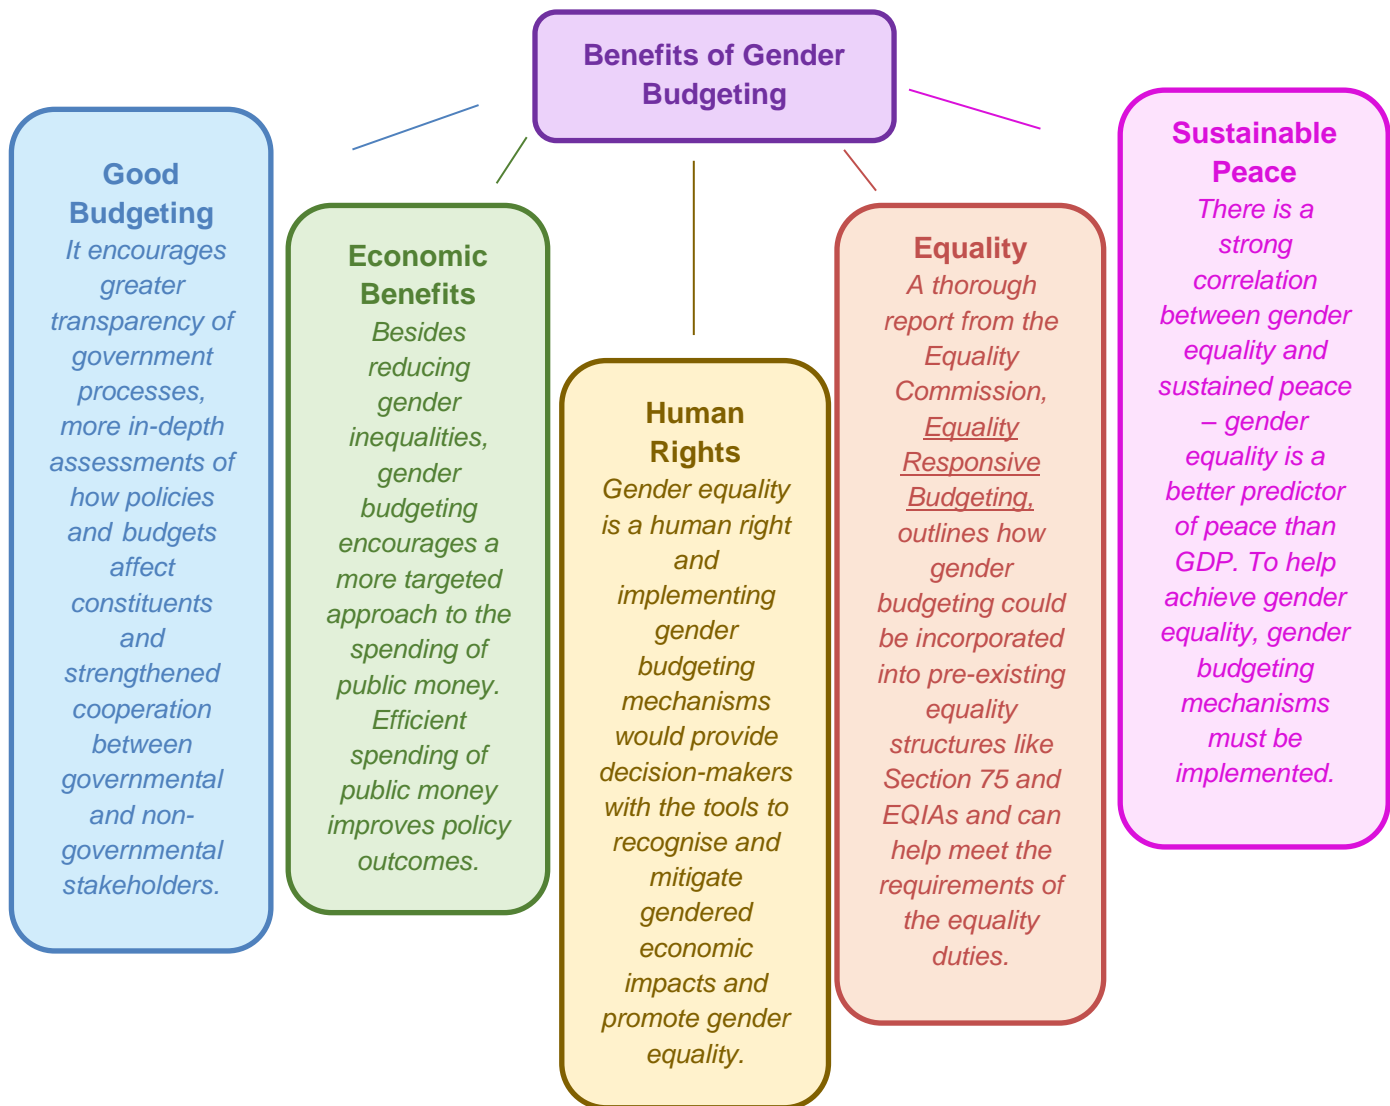 Benefits of Gender
Budgeting
Good
Budgeting
It encourages
greater
transparency of
government
processes,
more in-depth
assessments of
how policies
and budgets
affect
constituents
and
strengthened
cooperation
between
governmental
and non-
governmental
stakeholders.
Economic
Benefits
Besides
reducing
gender
inequalities,
gender
budgeting
encourages a
more targeted
approach to the
spending of
public money.
Efficient
spending of
public money
improves policy
outcomes.
Human
Rights
Gender equality
is a human right
and
implementing
gender
budgeting
mechanisms
would provide
decision-makers
with the tools to
recognise and
mitigate
gendered
economic
impacts and
promote gender
equality.
Equality
A thorough
report from the
Equality
Commission,
Equality
Responsive
Budgeting,
outlines how
gender
budgeting could
be incorporated
into pre-existing
equality
structures like
Section 75 and
EQIAs and can
help meet the
requirements of
the equality
duties.
Sustainable
Peace
There is a
strong
correlation
between gender
equality and
sustained peace
– gender
equality is a
better predictor
of peace than
GDP. To help
achieve gender
equality, gender
budgeting
mechanisms
must be
implemented.